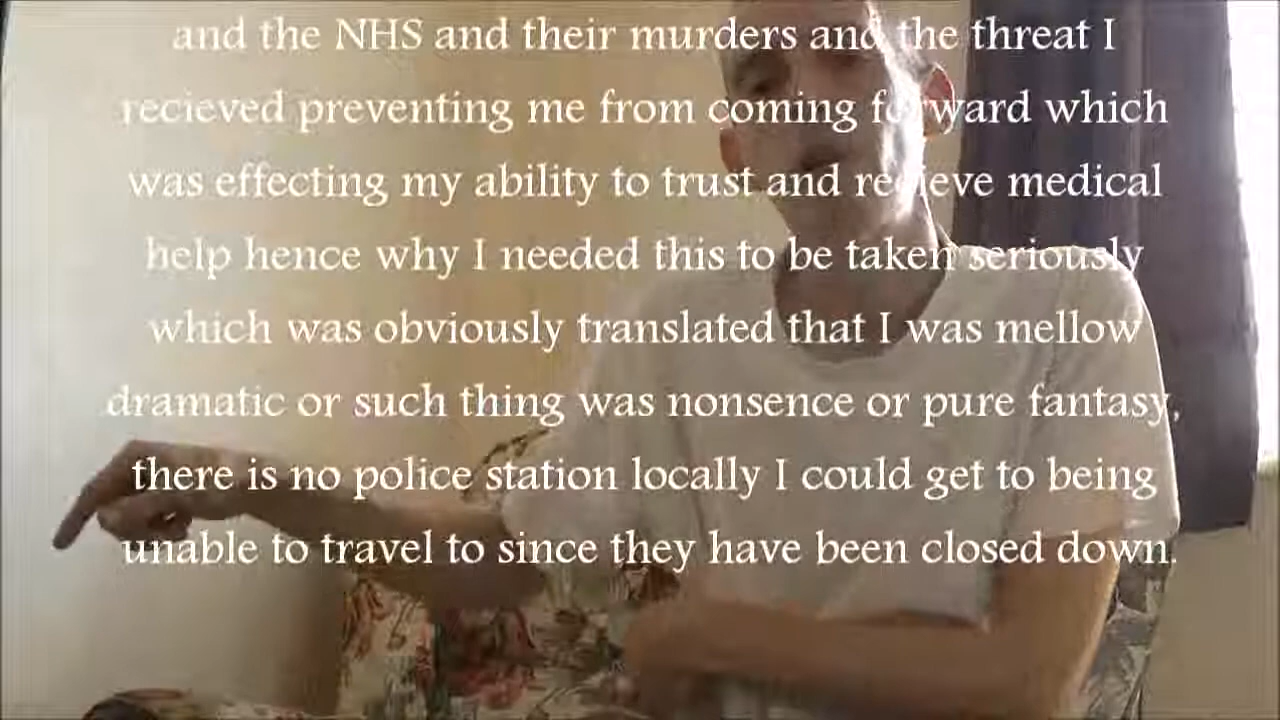 and the NHS and their murders and the threat I
recieved preventing me from coming forward which
was effecting my ability to trust and recieve medical
help hence why I needed this to be taken seriously
which was obviously translated that I was mellow
dramatic or such thing was nonsence or pure fantasy,
there is no police station locally I could get to being
unable to travel to since they have been closed down.